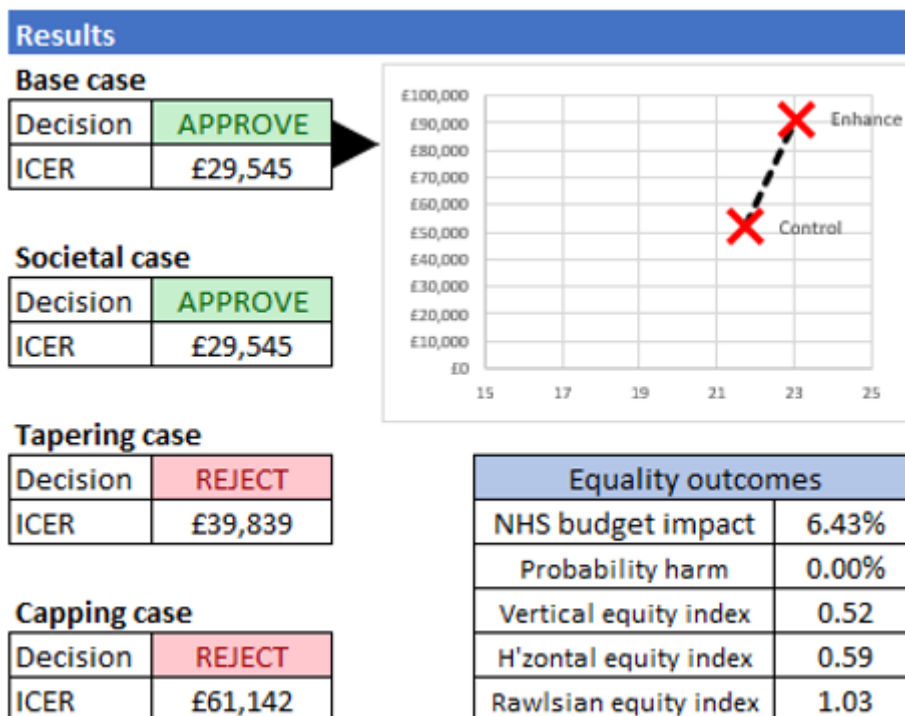 Results
Base case
Decision APPROVE
ICER £29,545
Societal case
Decision APPROVE
ICER £29,545
Tapering case
Decision REJECT
ICER £39,839
Capping case
Decision REJECT
ICER £61,142
£100,000
£90,000
£80,000
£70,000
£60,000
£50,000
£40,000
£30,000
£20,000
£10,000
£0
15 17 19 21 23 25
Enhance
Control
Equality outcomes
NHS budget impact 6.43%
Probability harm 0.00%
Vertical equity index 0.52
H'zontal equity index 0.59
Rawlsian equity index 1.03